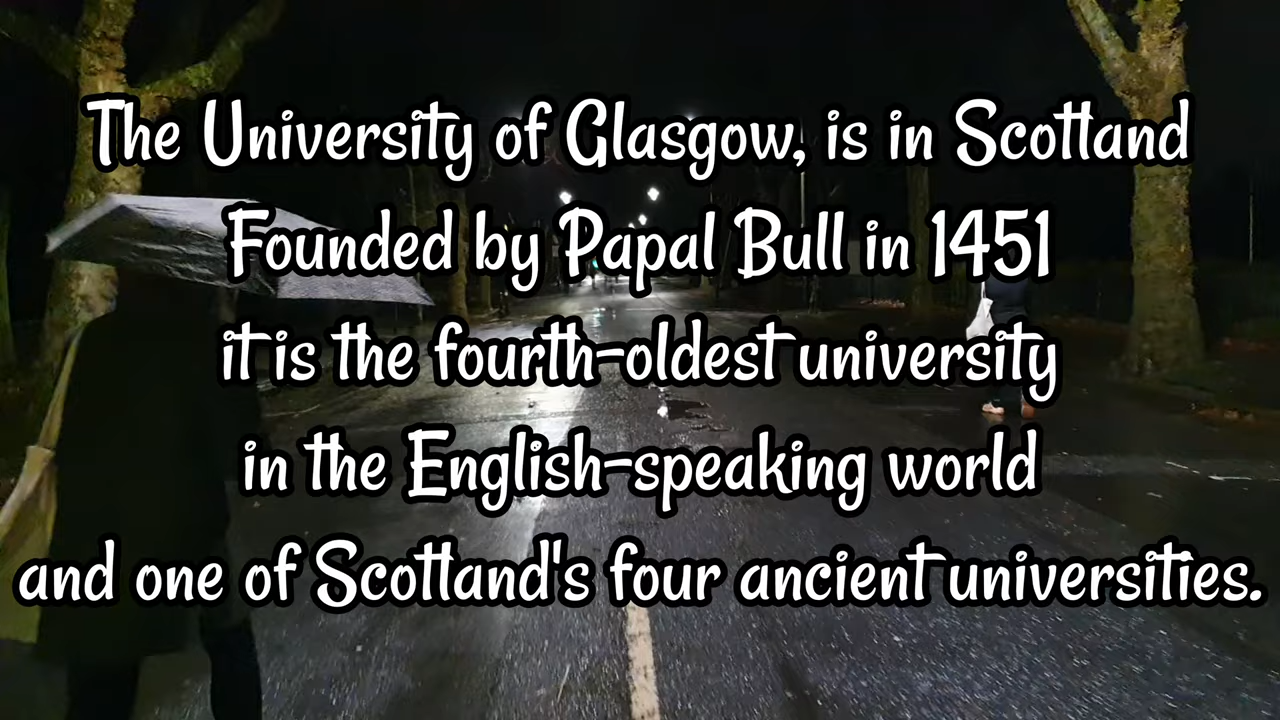 The University of Glasgow, is in Scotland
Founded by Papal Bull in 1451
it is the fourth-oldest university
in the English-speaking world
and one of Scotland's four ancient universities.